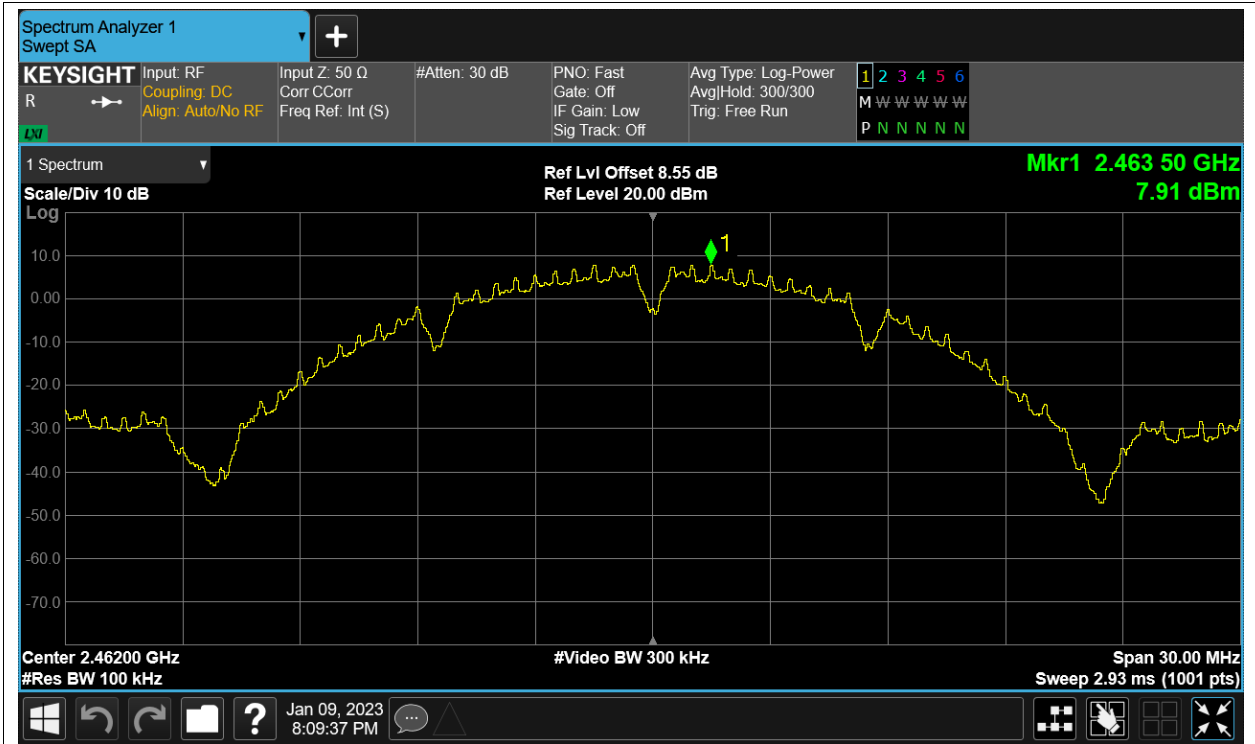 Spectrum Analyzer 1
Swept SA
KEYSIGHT
R
LXI
Input: RF
Coupling: DC
Align: Auto/No RF
Input Z: 50 Ω
Corr CCorr
Freq Ref: Int (S)
#Atten: 30 dB
PNO: Fast
Gate: Off
IF Gain: Low
Sig Track: Off
Avg Type: Log-Power
Avg|Hold: 300/300
Trig: Free Run
1 2 3 4 5 6
M W W W W W
P N N N N N
1 Spectrum
Scale/Div 10 dB
Log
Ref Lvl Offset 8.55 dB
Ref Level 20.00 dBm
Mkr1 2.463 50 GHz
7.91 dBm
1
10.0
0.00
-10.0
-20.0
-30.0
-40.0
-50.0
-60.0
-70.0
Center 2.46200 GHz
#Video BW 300 kHz
Span 30.00 MHz
#Res BW 100 kHz
Sweep 2.93 ms (1001 pts)
?
Jan 09, 2023
8:09:37 PM